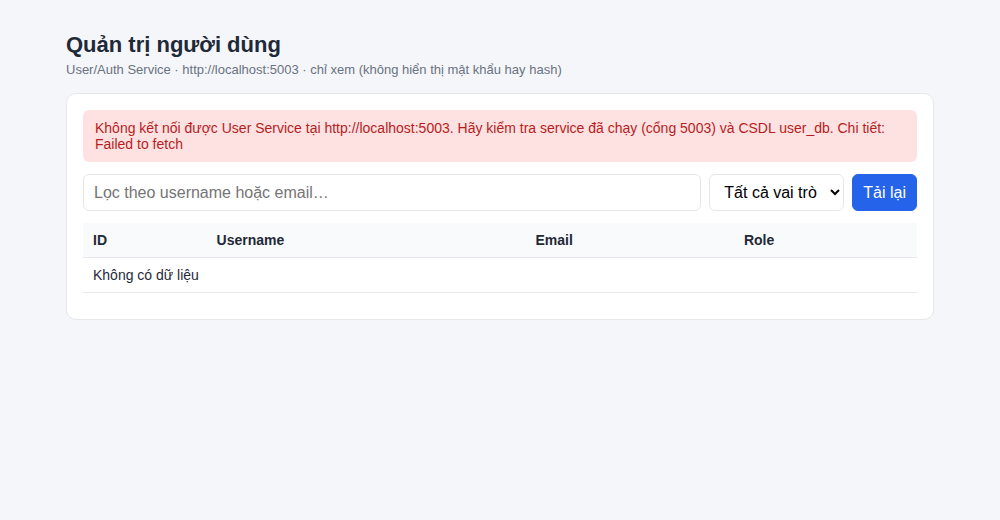 Quản trị người dùng
User/Auth Service · http://localhost:5003 · chỉ xem (không hiển thị mật khẩu hay hash)
Không kết nối được User Service tại http://localhost:5003. Hãy kiểm tra service đã chạy (cổng 5003) và CSDL user_db. Chi tiết:
Failed to fetch
Lọc theo username hoặc email…
Tất cả vai trò
Tải lại
ID Username Email Role
Không có dữ liệu